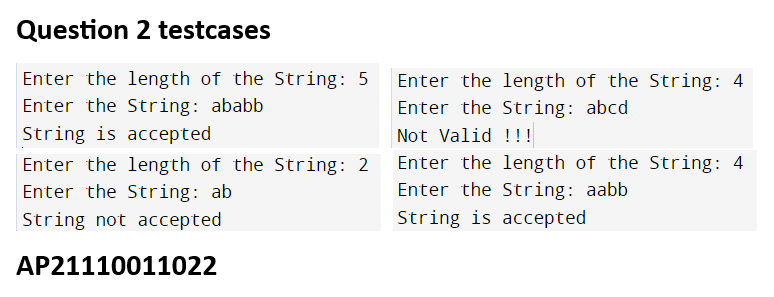 Question 2 testcases
Enter the length of the String: 5
Enter the String: ababb
String is accepted
Enter the length of the String: 4
Enter the String: abcd
Not Valid !!!
Enter the length of the String: 2
Enter the String: ab
String not accepted
Enter the length of the String: 4
Enter the String: aabb
String is accepted
AP21110011022